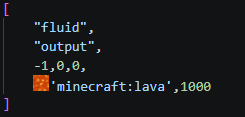 [
"fluid",
"output",
-1,0,0,
'minecraft:lava',1000
]